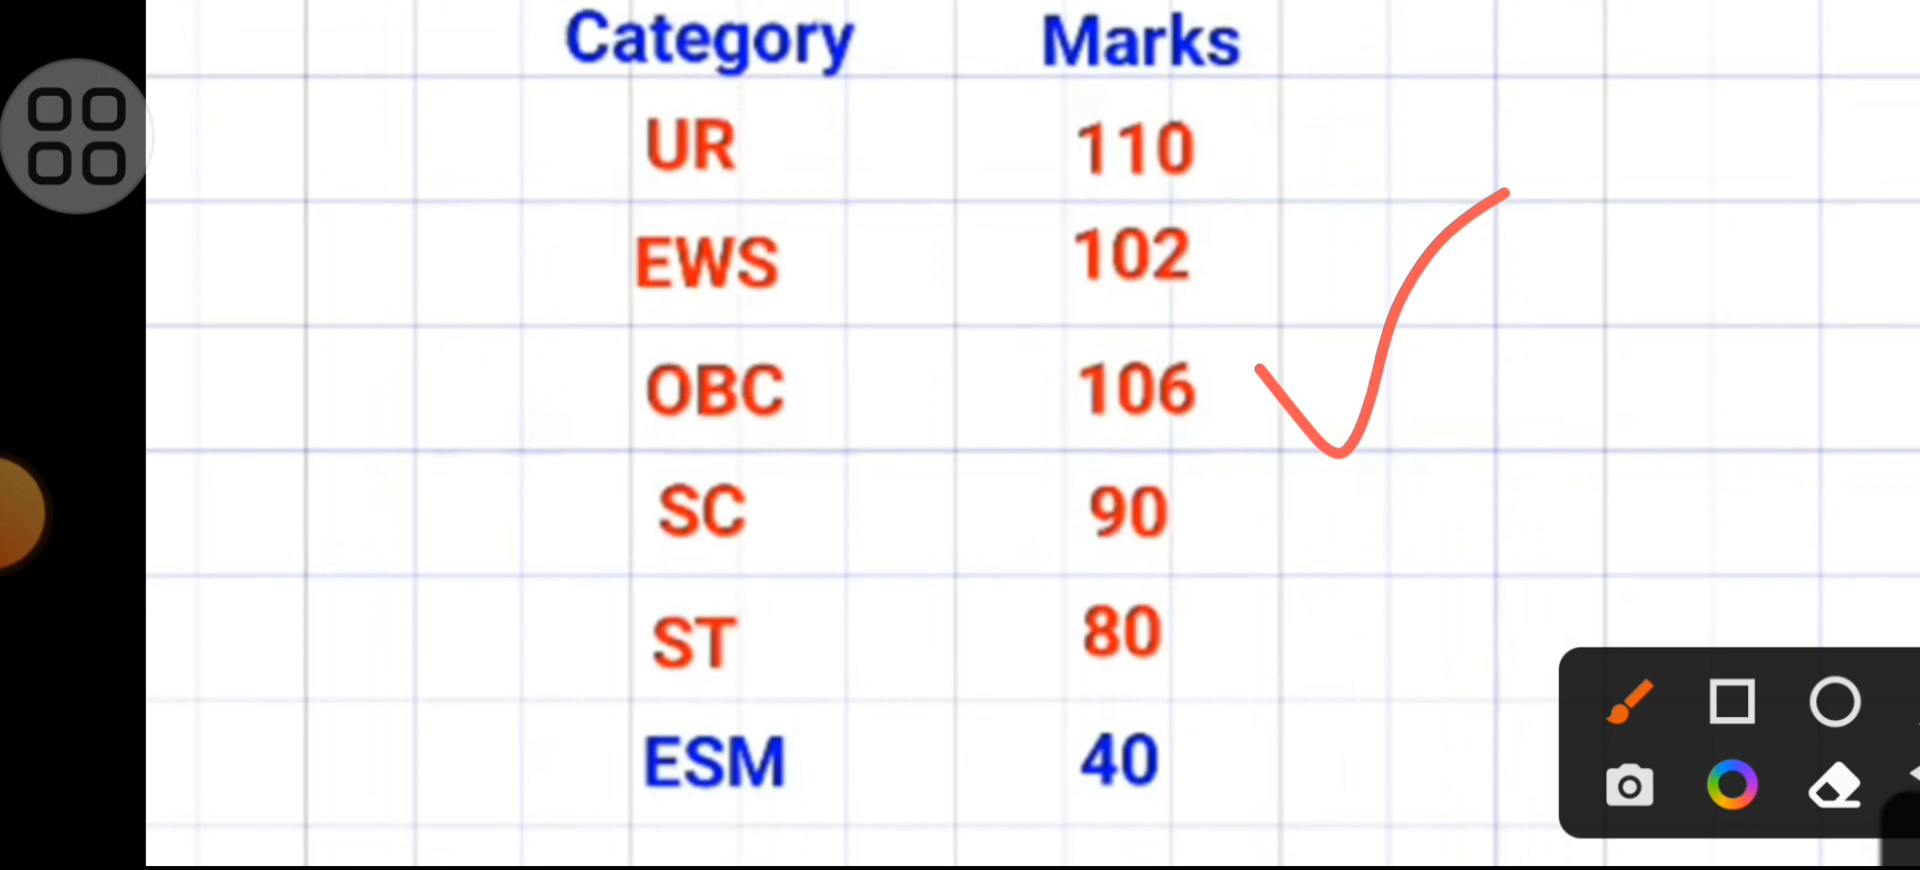 Category Marks
UR 110
EWS 102
OBC 106
SC 90
ST 80
ESM 40